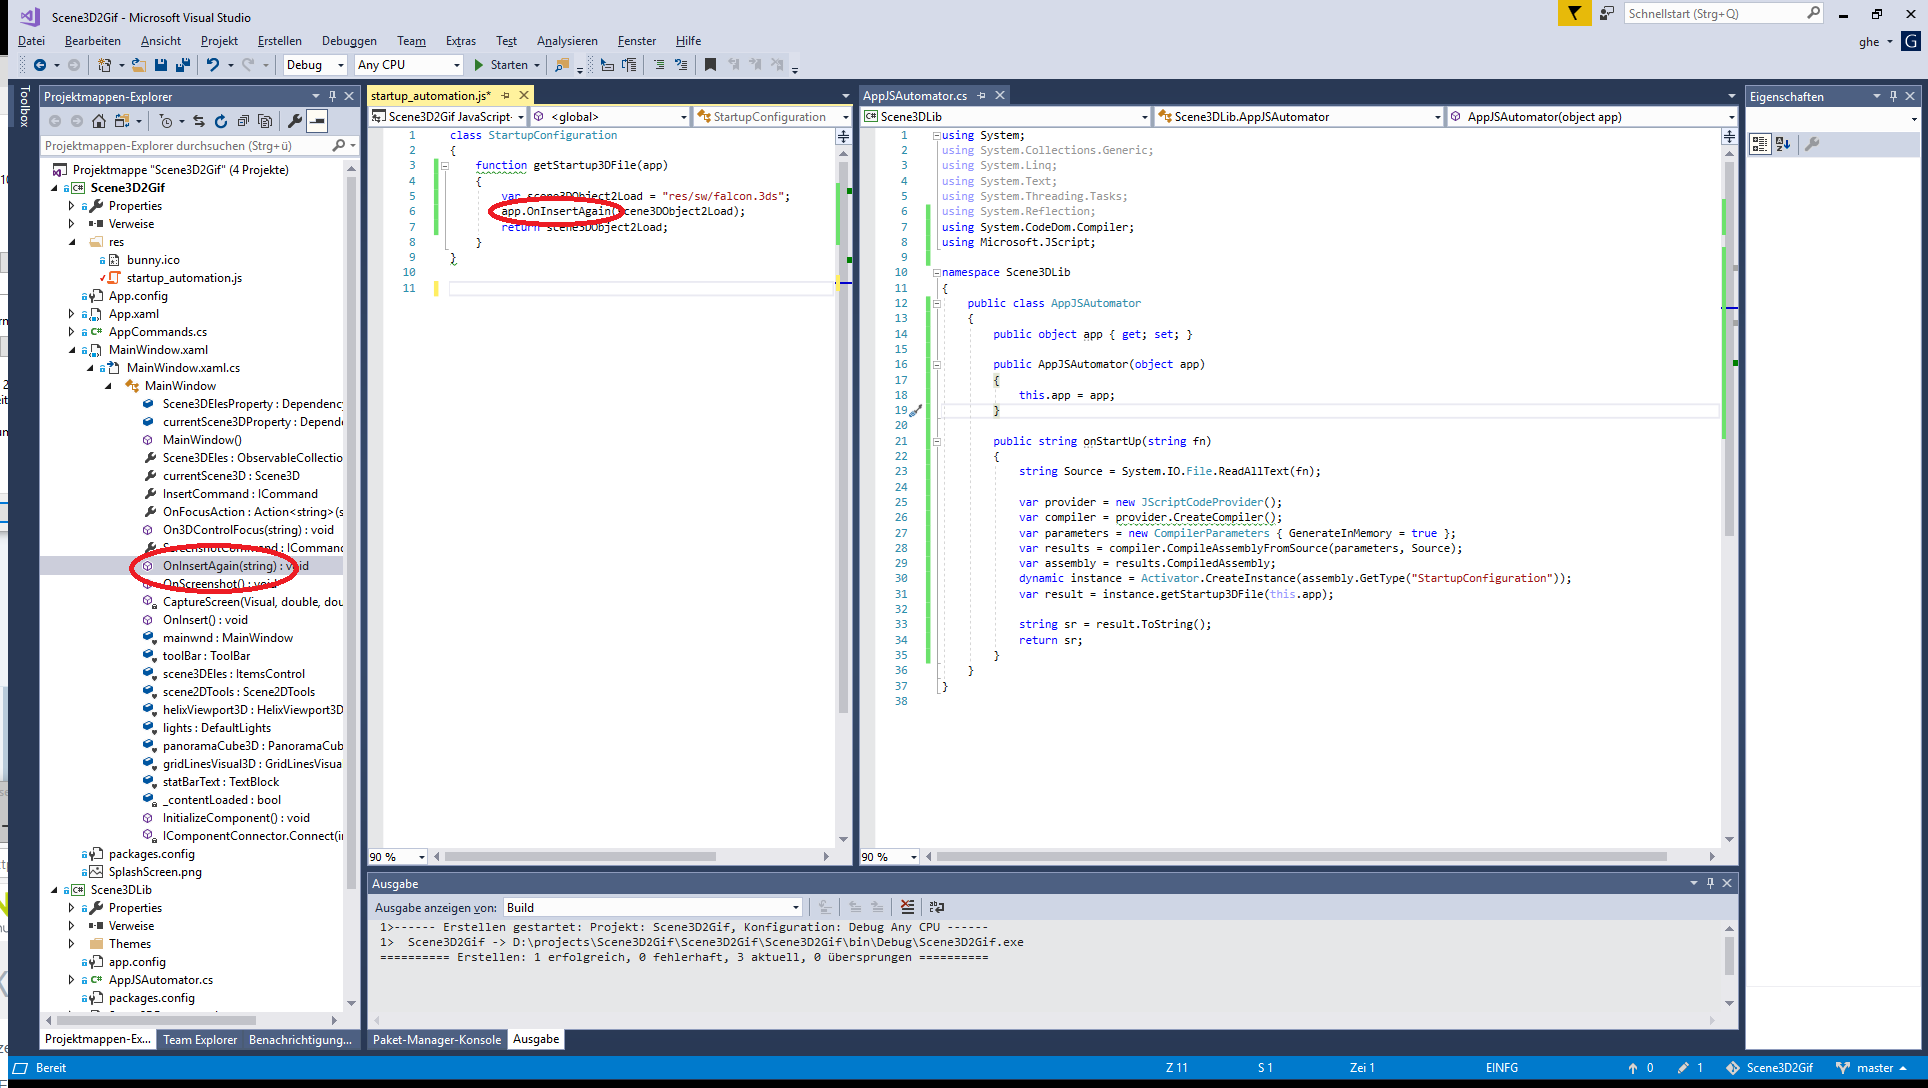 Scene3D2Gif - Microsoft Visual Studio
Schnellstart (Strg+Q)
Datei Bearbeiten Ansicht Projekt Erstellen Debuggen Team Extras Test Analysieren Fenster Hilfe
ghe G
Debug Any CPU Starten
Toolbox
Projektmappen-Explorer
Projektmappen-Explorer durchsuchen (Strg+ü)
Projektmappe "Scene3D2Gif" (4 Projekte)
Scene3D2Gif
Properties
Verweise
res
bunny.ico
startup_automation.js
App.config
App.xaml
AppCommands.cs
MainWindow.xaml
MainWindow.xaml.cs
MainWindow
Scene3DElesProperty : Dependency
currentScene3DProperty : Depend
MainWindow()
Scene3DEles : ObservableCollectio
currentScene3D : Scene3D
InsertCommand : ICommand
OnFocusAction : Action<string>(s
On3DControlFocus(string) : void
ScreenshotCommand : ICommand
OnInsertAgain(string) : void
OnScreenshot() : void
CaptureScreen(Visual, double, dou
OnInsert() : void
mainwnd : MainWindow
toolBar : ToolBar
scene3DEles : ItemsControl
scene2DTools : Scene2DTools
helixViewport3D : HelixViewport3D
lights : DefaultLights
panoramaCube3D : PanoramaCub
gridLinesVisual3D : GridLinesVisua
statBarText : TextBlock
_contentLoaded : bool
InitializeComponent() : void
IComponentConnector.Connect(in
packages.config
SplashScreen.png
Scene3DLib
Properties
Verweise
Themes
app.config
AppJSAutomator.cs
packages.config
Projektmappen-Ex... Team Explorer Benachrichtigung...
startup_automation.js*
Scene3D2Gif JavaScript- <global> StartupConfiguration
1 class StartupConfiguration
2 {
3 function getStartup3DFile(app)
4 {
5 var scene3DObject2Load = "res/sw/falcon.3ds";
6 app.OnInsertAgain(scene3DObject2Load);
7 return scene3DObject2Load;
8 }
9 }
10
11
90 %
AppJSAutomator.cs
Scene3DLib Scene3DLib.AppJSAutomator AppJSAutomator(object app)
1 using System;
2 using System.Collections.Generic;
3 using System.Linq;
4 using System.Text;
5 using System.Threading.Tasks;
6 using System.Reflection;
7 using System.CodeDom.Compiler;
8 using Microsoft.JScript;
9
10 namespace Scene3DLib
11 {
12 public class AppJSAutomator
13 {
14 public object app { get; set; }
15
16 public AppJSAutomator(object app)
17 {
18 this.app = app;
19 }
20
21 public string onStartUp(string fn)
22 {
23 string Source = System.IO.File.ReadAllText(fn);
24
25 var provider = new JScriptCodeProvider();
26 var compiler = provider.CreateCompiler();
27 var parameters = new CompilerParameters { GenerateInMemory = true };
28 var results = compiler.CompileAssemblyFromSource(parameters, Source);
29 var assembly = results.CompiledAssembly;
30 dynamic instance = Activator.CreateInstance(assembly.GetType("StartupConfiguration"));
31 var result = instance.getStartup3DFile(this.app);
32
33 string sr = result.ToString();
34 return sr;
35 }
36 }
37 }
38
90 %
Eigenschaften
Ausgabe
Ausgabe anzeigen von: Build
1>------ Erstellen gestartet: Projekt: Scene3D2Gif, Konfiguration: Debug Any CPU ------
1> Scene3D2Gif -> D:\projects\Scene3D2Gif\Scene3D2Gif\Scene3D2Gif\bin\Debug\Scene3D2Gif.exe
========== Erstellen: 1 erfolgreich, 0 fehlerhaft, 3 aktuell, 0 übersprungen ==========
Paket-Manager-Konsole Ausgabe
Bereit Z 11 S 1 Zei 1 EINFG 0 1 Scene3D2Gif master